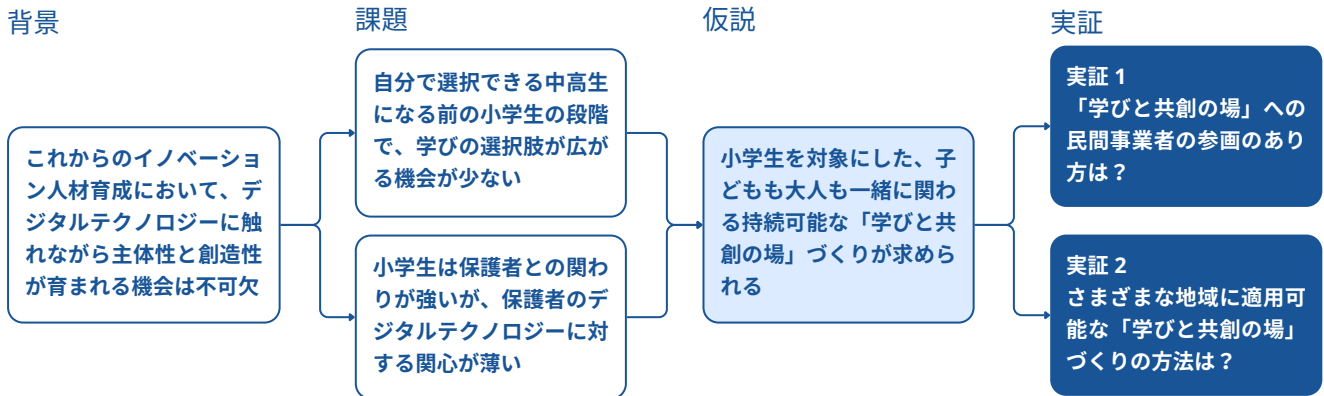 背景
これからのイノベーショ
ン人材育成において、デ
ジタルテクノロジーに触
れながら主体性と創造性
が育まれる機会は不可欠
課題
自分で選択できる中高生
になる前の小学生の段階
で、学びの選択肢が広が
る機会が少ない
小学生は保護者との関わ
りが強いが、保護者のデ
ジタルテクノロジーに対
する関心が薄い
仮説
小学生を対象にした、子
どもも大人も一緒に関わ
る持続可能な「学びと共
創の場」づくりが求めら
れる
実証
実証 1
「学びと共創の場」への
民間事業者の参画のあり
方は？
実証 2
さまざまな地域に適用可
能な「学びと共創の場」
づくりの方法は？